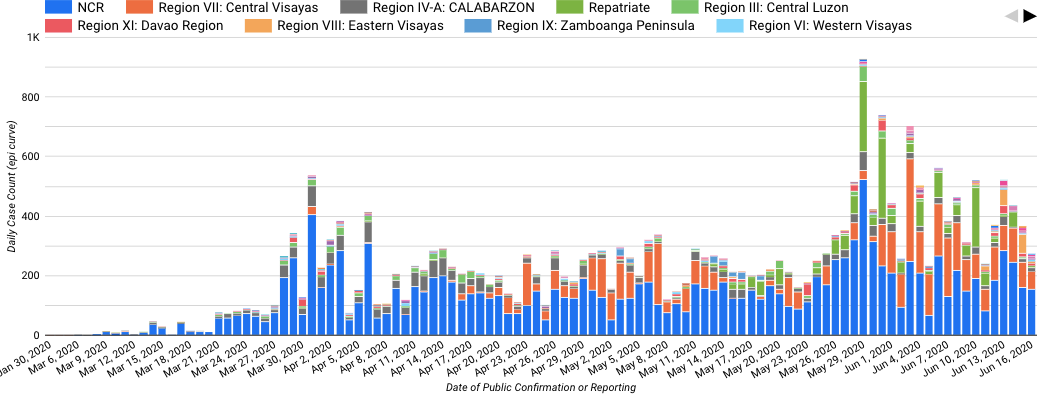 NCR Region VII: Central Visayas Region IV-A: CALABARZON Repatriate Region III: Central Luzon
Region XI: Davao Region Region VIII: Eastern Visayas Region IX: Zamboanga Peninsula Region VI: Western Visayas
1K
800
600
400
200
0
Daily Case Count (epi curve)
Jan 30, 2020 Mar 6, 2020 Mar 9, 2020 Mar 12, 2020 Mar 15, 2020 Mar 18, 2020 Mar 21, 2020 Mar 24, 2020 Mar 27, 2020 Mar 30, 2020 Apr 2, 2020 Apr 5, 2020 Apr 8, 2020 Apr 11, 2020 Apr 14, 2020 Apr 17, 2020 Apr 20, 2020 Apr 23, 2020 Apr 26, 2020 Apr 29, 2020 May 2, 2020 May 5, 2020 May 8, 2020 May 11, 2020 May 14, 2020 May 17, 2020 May 20, 2020 May 23, 2020 May 26, 2020 May 29, 2020 Jun 1, 2020 Jun 4, 2020 Jun 7, 2020 Jun 10, 2020 Jun 13, 2020 Jun 16, 2020
Date of Public Confirmation or Reporting